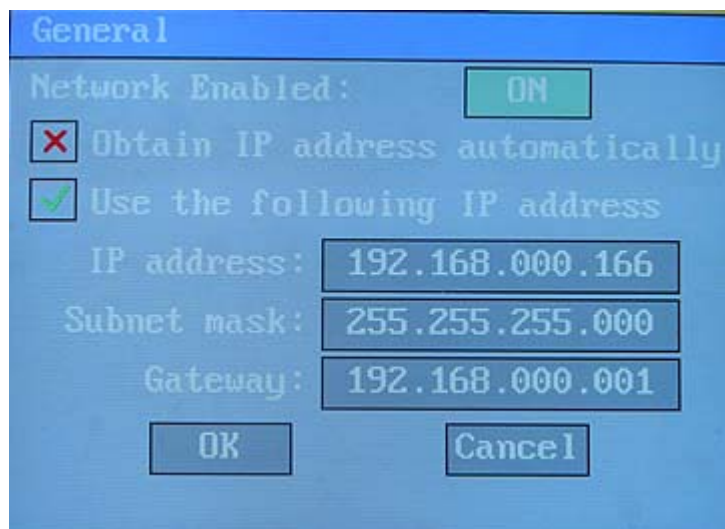 General
Network Enabled: ON
Obtain IP address automatically
Use the following IP address
IP address: 192.168.000.166
Subnet mask: 255.255.255.000
Gateway: 192.168.000.001
OK Cancel